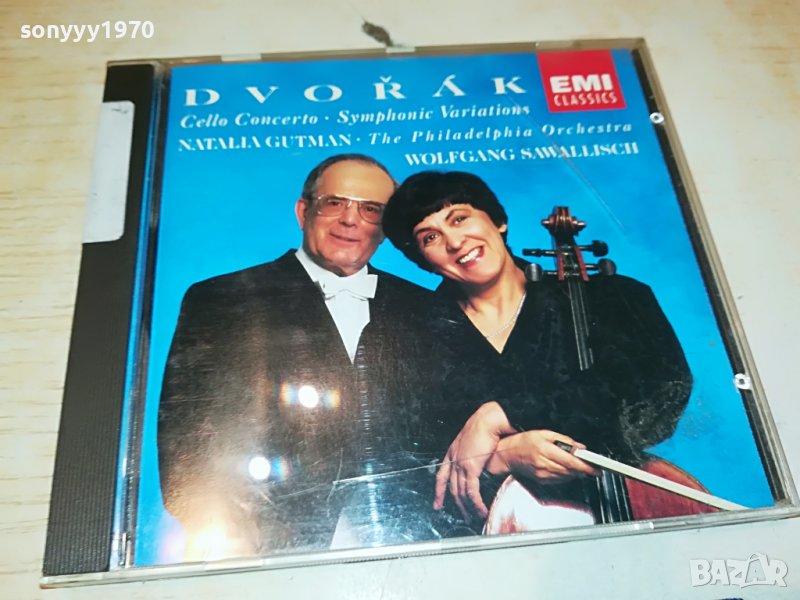 sonyyy1970
DVOŘÁK
EMI
CLASSICS
Cello Concerto · Symphonic Variations
NATALIA GUTMAN · The Philadelphia Orchestra
WOLFGANG SAWALLISCH
BAZAR